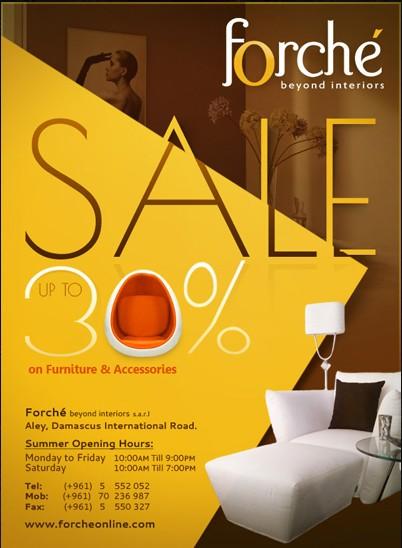 forché
beyond interiors
SALE
UP TO
30%
on Furniture & Accessories
Forché beyond interiors s.a.r.l
Aley, Damascus International Road.
Summer Opening Hours:
Monday to Friday 10:00AM Till 9:00PM
Saturday 10:00AM Till 7:00PM
Tel: (+961) 5 552 052
Mob: (+961) 70 236 987
Fax: (+961) 5 550 327
www.forcheonline.com